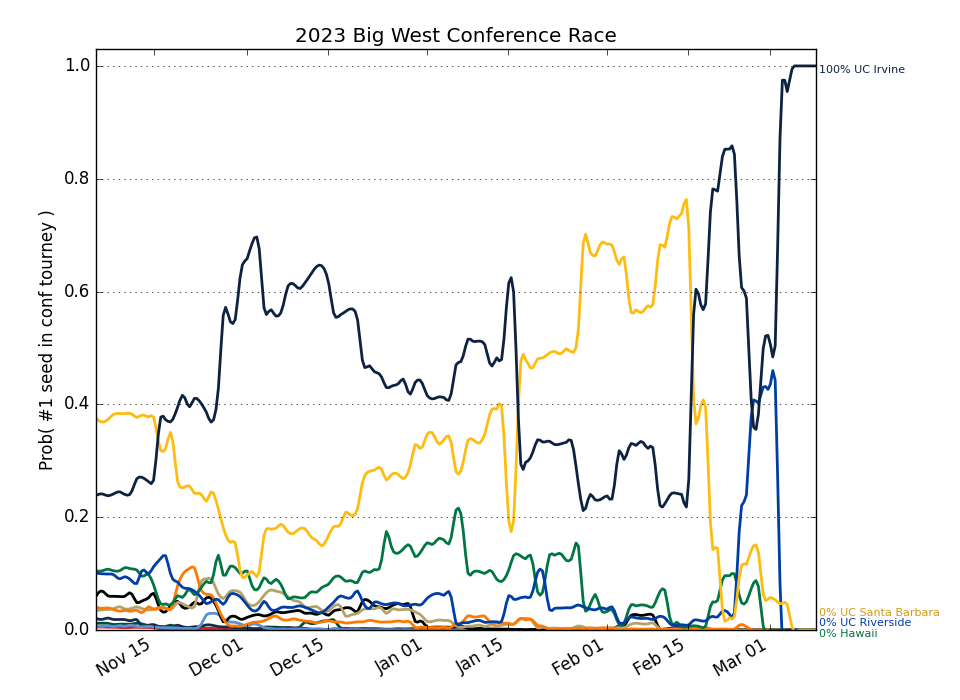 2023 Big West Conference Race
1.0
0.8
0.6
0.4
0.2
0.0
Prob( #1 seed in conf tourney )
100% UC Irvine
0% UC Santa Barbara
0% UC Riverside
0% Hawaii
Nov 15
Dec 01
Dec 15
Jan 01
Jan 15
Feb 01
Feb 15
Mar 01